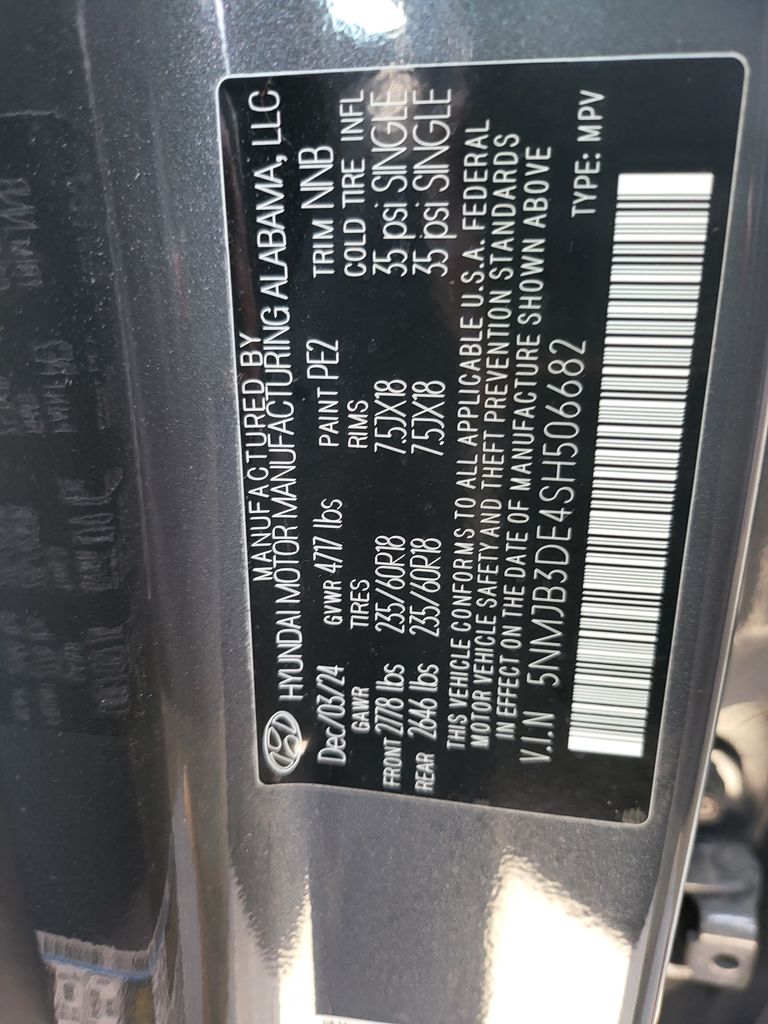 MANUFACTURED BY
HYUNDAI MOTOR MANUFACTURING ALABAMA, LLC
Dec/03/24 GVWR 4717 lbs PAINT PE2 TRIM NNB
GAWR TIRES RIMS COLD TIRE INFL
FRONT 2778 lbs 235/60R18 7.5JX18 35 psi SINGLE
REAR 2646 lbs 235/60R18 7.5JX18 35 psi SINGLE
THIS VEHICLE CONFORMS TO ALL APPLICABLE U.S.A. FEDERAL
MOTOR VEHICLE SAFETY AND THEFT PREVENTION STANDARDS
IN EFFECT ON THE DATE OF MANUFACTURE SHOWN ABOVE
V.I.N 5NMJB3DE4SH506682 TYPE: MPV